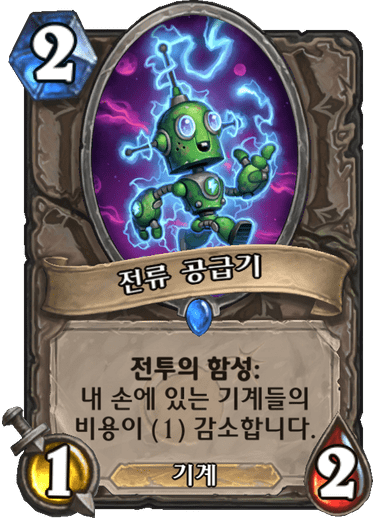 2
전류 공급기
전투의 함성:
내 손에 있는 기계들의
비용이 (1) 감소합니다.
1
기계
2